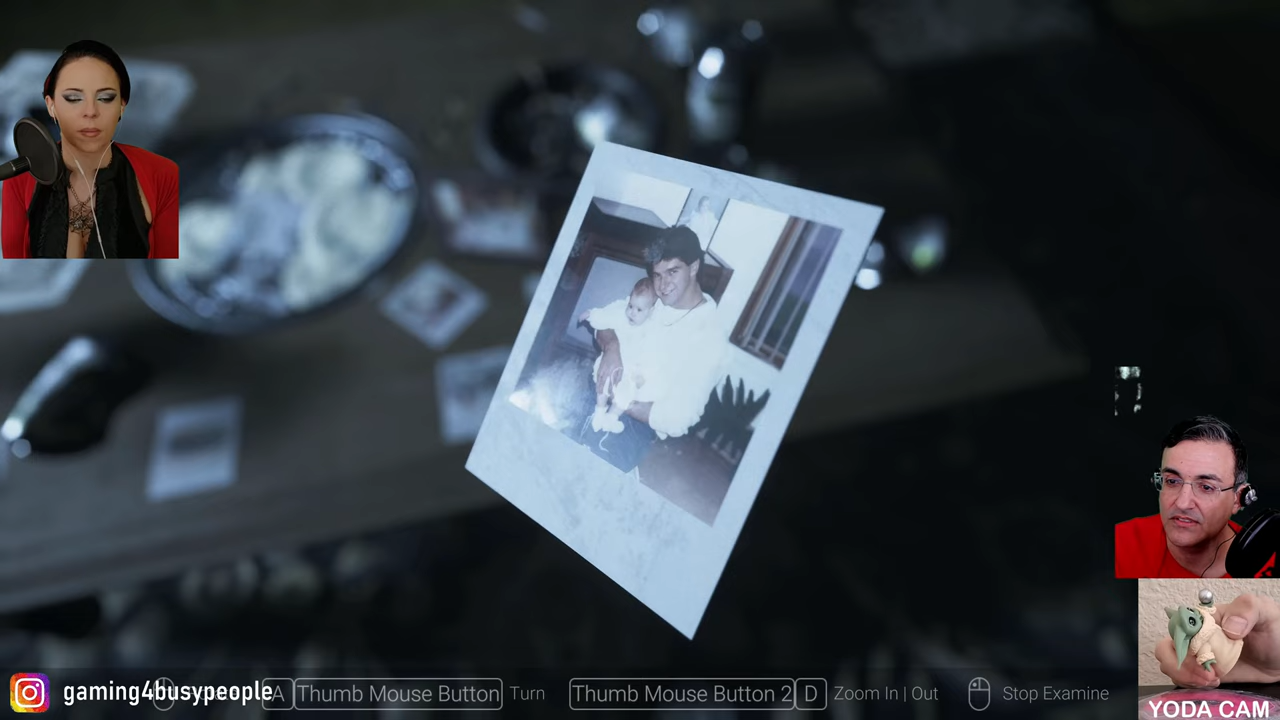 gaming4busypeople
A Thumb Mouse Button Turn Thumb Mouse Button 2 D Zoom In | Out Stop Examine
YODA CAM